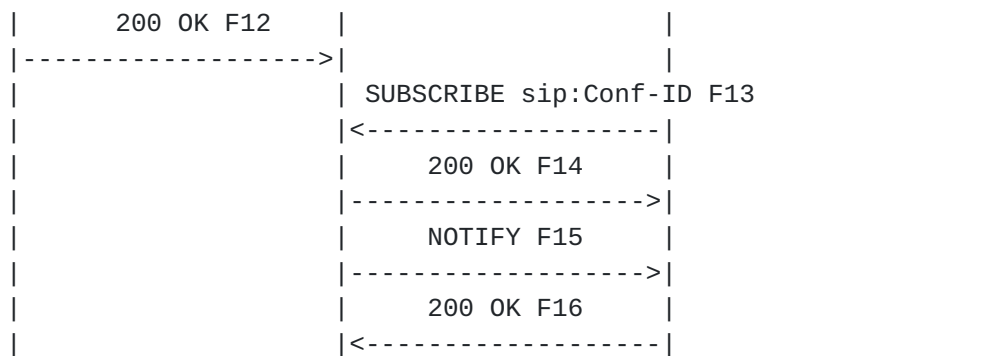 |      200 OK F12    |                    |
|------------------->|                    |
|                    | SUBSCRIBE sip:Conf-ID F13
|                    |<-------------------|
|                    |     200 OK F14     |
|                    |------------------->|
|                    |     NOTIFY F15     |
|                    |------------------->|
|                    |     200 OK F16     |
|                    |<-------------------|